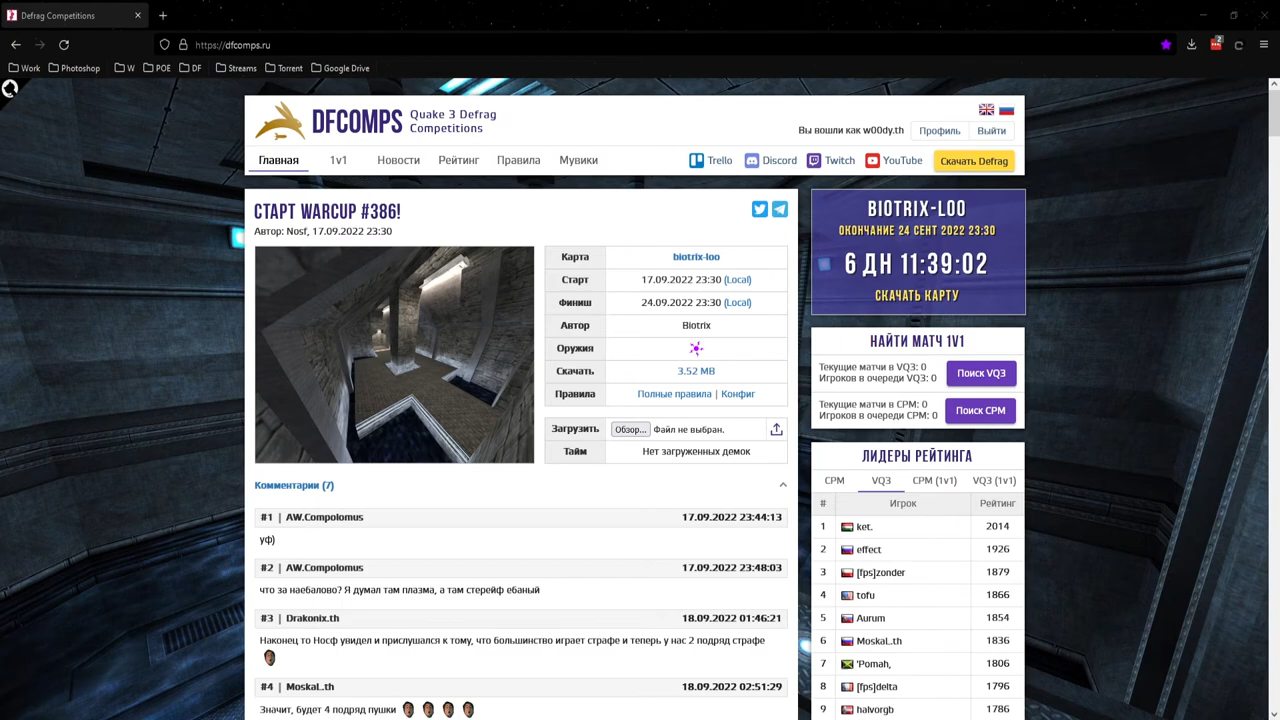 Defrag Competitions
https://dfcomps.ru
2
Work
Photoshop
W
POE
DF
Streams
Torrent
Google Drive
DFCOMPS
Quake 3 Defrag
Competitions
Вы вошли как w00dy.th
Профиль
Выйти
Главная
1v1
Новости
Рейтинг
Правила
Мувики
Trello
Discord
Twitch
YouTube
Скачать Defrag
СТАРТ WARCUP #386!
Автор: Nosf, 17.09.2022 23:30
Карта biotrix-loo
Старт 17.09.2022 23:30 (Local)
Финиш 24.09.2022 23:30 (Local)
Автор Biotrix
Оружия
Скачать 3.52 MB
Правила Полные правила | Конфиг
Загрузить Обзор... Файл не выбран.
Тайм Нет загруженных демок
Комментарии (7)
#1 | AW.Compolomus 17.09.2022 23:44:13
уф)
#2 | AW.Compolomus 17.09.2022 23:48:03
что за наебалово? Я думал там плазма, а там стерейф ебаный
#3 | Drakonix.th 18.09.2022 01:46:21
Наконец то Носф увидел и прислушался к тому, что большинство играет страфе и теперь у нас 2 подряд страфе
#4 | Moskal..th 18.09.2022 02:51:29
Значит, будет 4 подряд пушки
BIOTRIX-LOO
ОКОНЧАНИЕ 24 СЕНТ 2022 23:30
6 ДН 11:39:02
СКАЧАТЬ КАРТУ
НАЙТИ МАТЧ 1V1
Текущие матчи в VQ3: 0
Игроков в очереди VQ3: 0
Поиск VQ3
Текущие матчи в CPM: 0
Игроков в очереди CPM: 0
Поиск CPM
ЛИДЕРЫ РЕЙТИНГА
CPM VQ3 CPM (1v1) VQ3 (1v1)
# Игрок Рейтинг
1 ket. 2014
2 effect 1926
3 [fps]zonder 1879
4 tofu 1866
5 Aurum 1854
6 Moskal..th 1836
7 'Pomah, 1806
8 [fps]delta 1796
9 halvorgb 1786